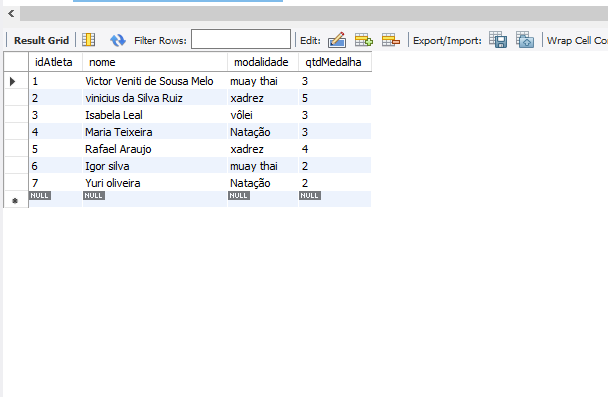 Result Grid Filter Rows: Edit: Export/Import: Wrap Cell Co
idAtleta nome modalidade qtdMedalha
1 Victor Veniti de Sousa Melo muay thai 3
2 vinicius da Silva Ruiz xadrez 5
3 Isabela Leal vôlei 3
4 Maria Teixeira Natação 3
5 Rafael Araujo xadrez 4
6 Igor silva muay thai 2
7 Yuri oliveira Natação 2
NULL NULL NULL NULL